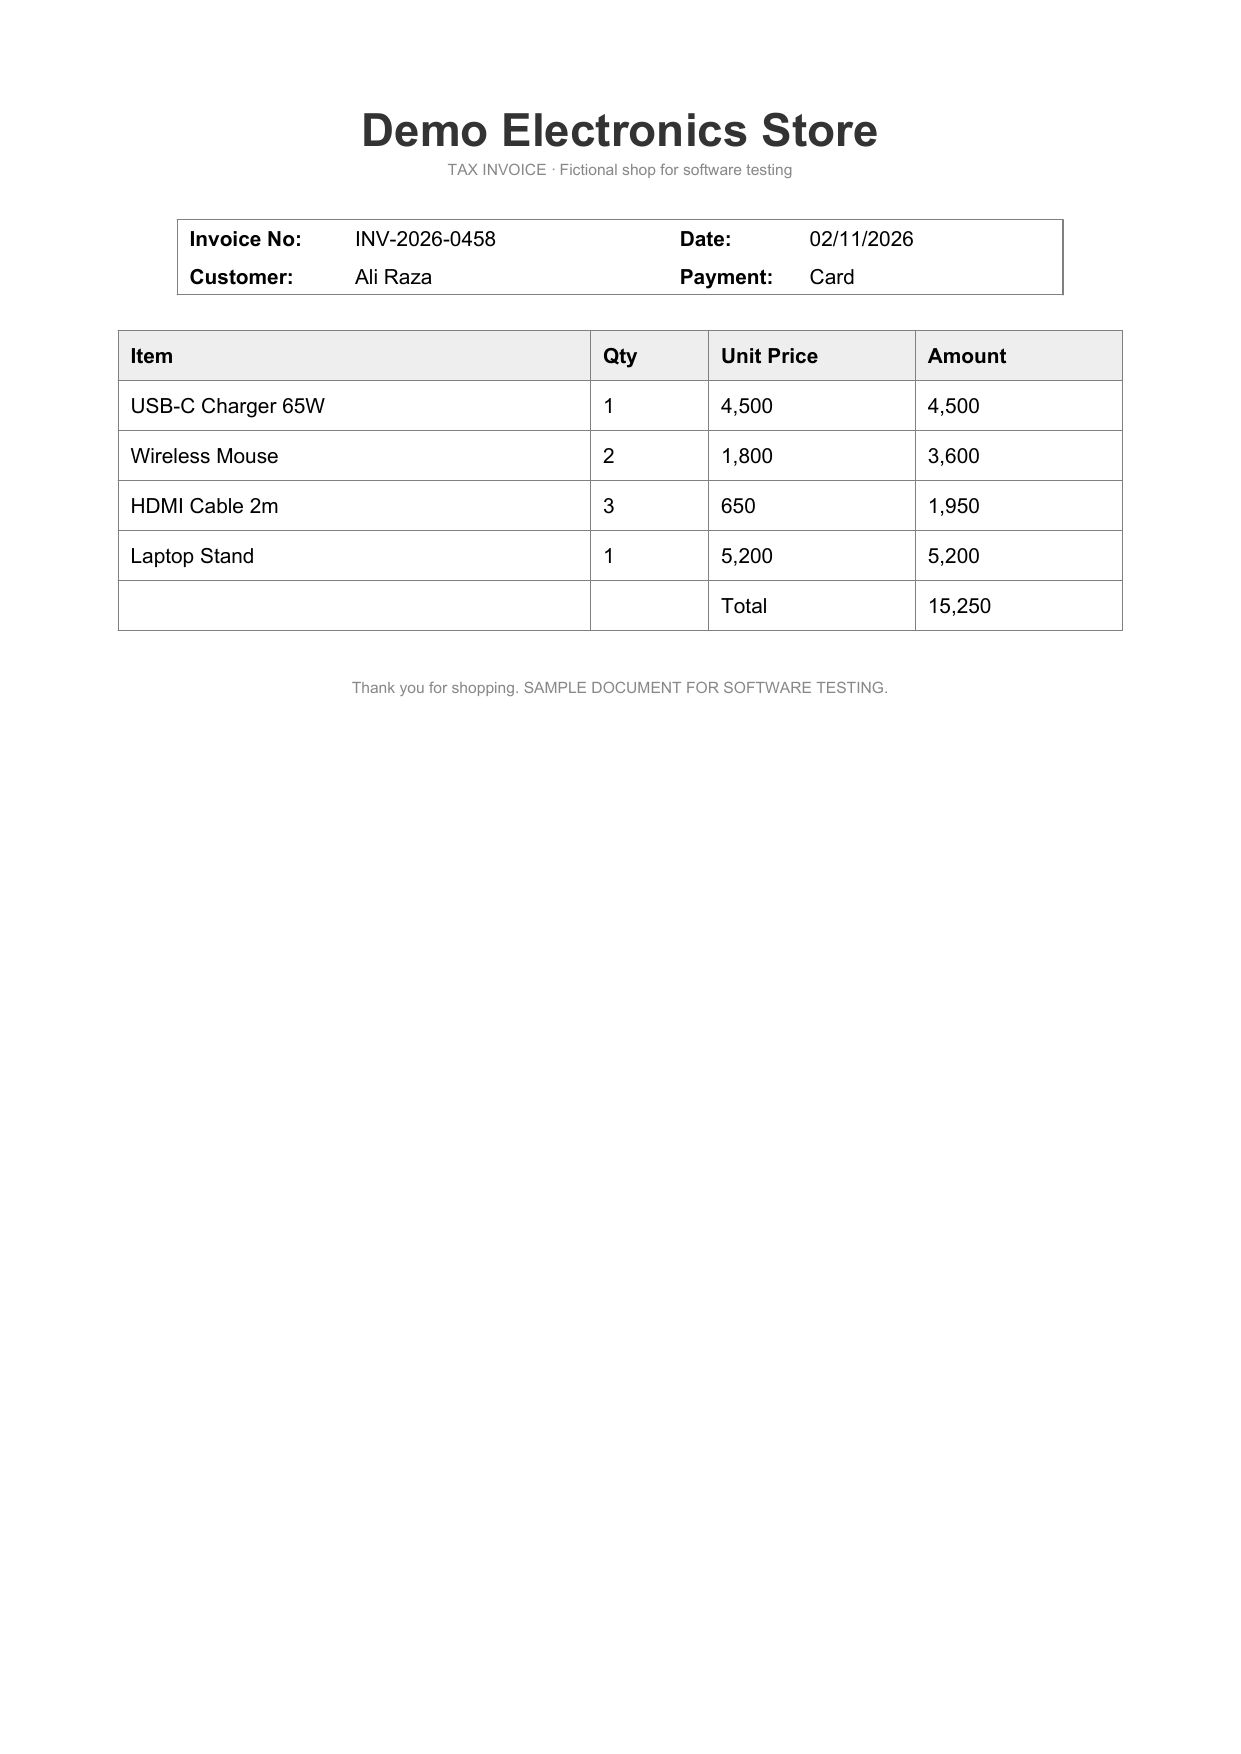 Demo Electronics Store
TAX INVOICE · Fictional shop for software testing
Invoice No: INV-2026-0458 Date: 02/11/2026
Customer: Ali Raza Payment: Card
Item Qty Unit Price Amount
USB-C Charger 65W 1 4,500 4,500
Wireless Mouse 2 1,800 3,600
HDMI Cable 2m 3 650 1,950
Laptop Stand 1 5,200 5,200
Total 15,250
Thank you for shopping. SAMPLE DOCUMENT FOR SOFTWARE TESTING.